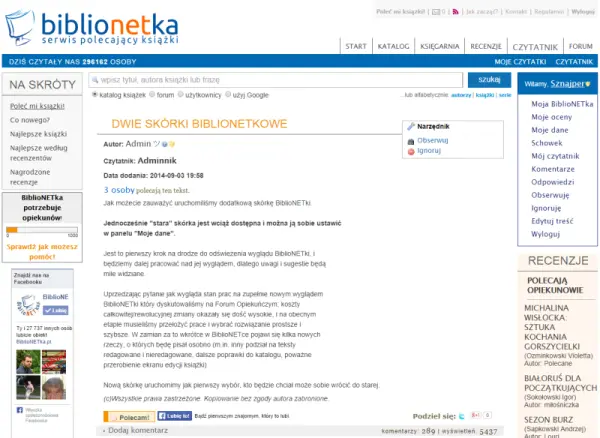 biblionetka
serwis polecający książki
Poleć mi książki! | | Jak zacząć? | Kontakt | Regulamin | Wyloguj
START KATALOG KSIĘGARNIA RECENZJE CZYTATNIK FORUM
DZIŚ CZYTAŁY NAS 296162 OSOBY
MOJE CZYTATKI CZYTATNIK
NA SKRÓTY
Poleć mi książki!
Co nowego?
Najlepsze książki
Najlepsze według
recenzentów
Nagrodzone
recenzje
BiblioNETka
potrzebuje
opiekunów!
Sprawdź jak możesz
pomóc!
Znajdź nas na
Facebooku
BiblioNE
Lubię
Ty i 27 737 innych osób
lubicie obiekt
BiblioNETka.pl
wpisz tytuł, autora książki lub frazę
szukaj
katalog książek forum użytkownicy użyj Google
...lub alfabetycznie: autorzy | książki | serie
DWIE SKÓRKI BIBLIONETKOWE
Autor: Admin
Czytatnik: Adminnik
Data dodania: 2014-09-03 19:58
3 osoby polecają ten tekst.
Jak możecie zauważyć uruchomiliśmy dodatkową skórkę BiblioNETki.
Jednocześnie "stara" skórka jest wciąż dostępna i można ją sobie ustawić
w panelu "Moje dane".
Jest to pierwszy krok na drodze do odświeżenia wyglądu BiblioNETki, i
będziemy dalej pracować nad jej wyglądem, dlatego uwagi i sugestie będą
mile widziane.
Uprzedzając pytanie jak wygląda stan prac na zupełnie nowym wyglądem
BiblioNETki który dyskutowaliśmy na Forum Opiekuńczym; koszty
całkowitej/rewolucyjnej zmiany okazały się dość wysokie, i na obecnym
etapie musieliśmy przełożyć prace i wybrać rozwiązanie prostsze i
szybsze. W zamian za to wkrótce w BiblioNETce pojawi się kilka nowych
rzeczy, o których będę pisał osobno (m.in. inny podział na teksty
redagowane i nieredagowane, dalsze poprawki do katalogu, poważne
przerobienie ekranu edycji książki)
Nową skórkę uruchomimy jak pierwszy wybór, kto będzie chciał może sobie wrócić do starej.
(c)Wszystkie prawa zastrzeżone. Kopiowanie bez zgody autora zabronione.
Polecam! Lubię to! Bądź pierwszym znajomym, który to lubi.
Podziel się:
+ Dodaj komentarz
komentarzy: 289 | wyświetleń: 5437
Narzędnik
Obserwuj
Ignoruj
Witamy, Sznajper
Moja BiblioNETka
Moje oceny
Moje dane
Schowek
Mój czytatnik
Komentarze
Odpowiedzi
Obserwuję
Ignoruję
Edytuj treść
Wyloguj
RECENZJE
POLECAJĄ
OPIEKUNOWIE
MICHALINA
WISŁOCKA:
SZTUKA
KOCHANIA
GORSZYCIELKI
(Ozminkowski Violetta)
Autor: Polecane
BIAŁORUŚ DLA
POCZĄTKUJĄCYCH
(Sokołowski Igor)
Autor: miłośniczka
SEZON BURZ
(Sapkowski Andrzej)